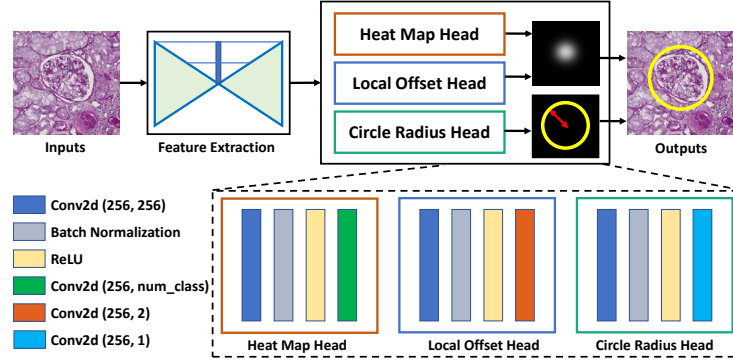 Heat Map Head
Local Offset Head
Circle Radius Head
Inputs
Feature Extraction
Outputs
Conv2d (256, 256)
Batch Normalization
ReLU
Conv2d (256, num_class)
Conv2d (256, 2)
Conv2d (256, 1)
Heat Map Head
Local Offset Head
Circle Radius Head